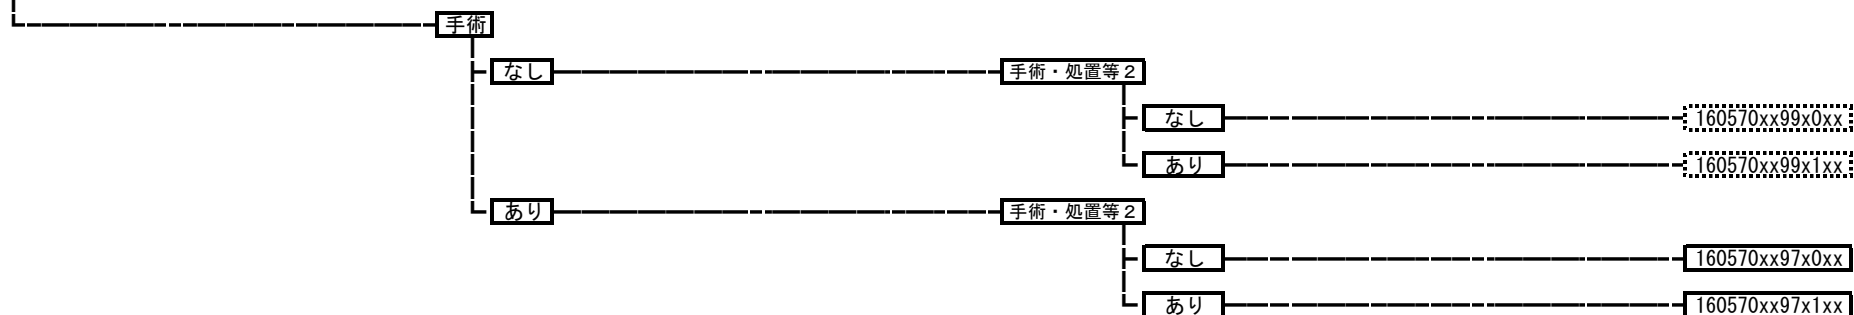 手術
なし 手術・処置等2
なし 160570xx99x0xx
あり 160570xx99x1xx
あり 手術・処置等2
なし 160570xx97x0xx
あり 160570xx97x1xx